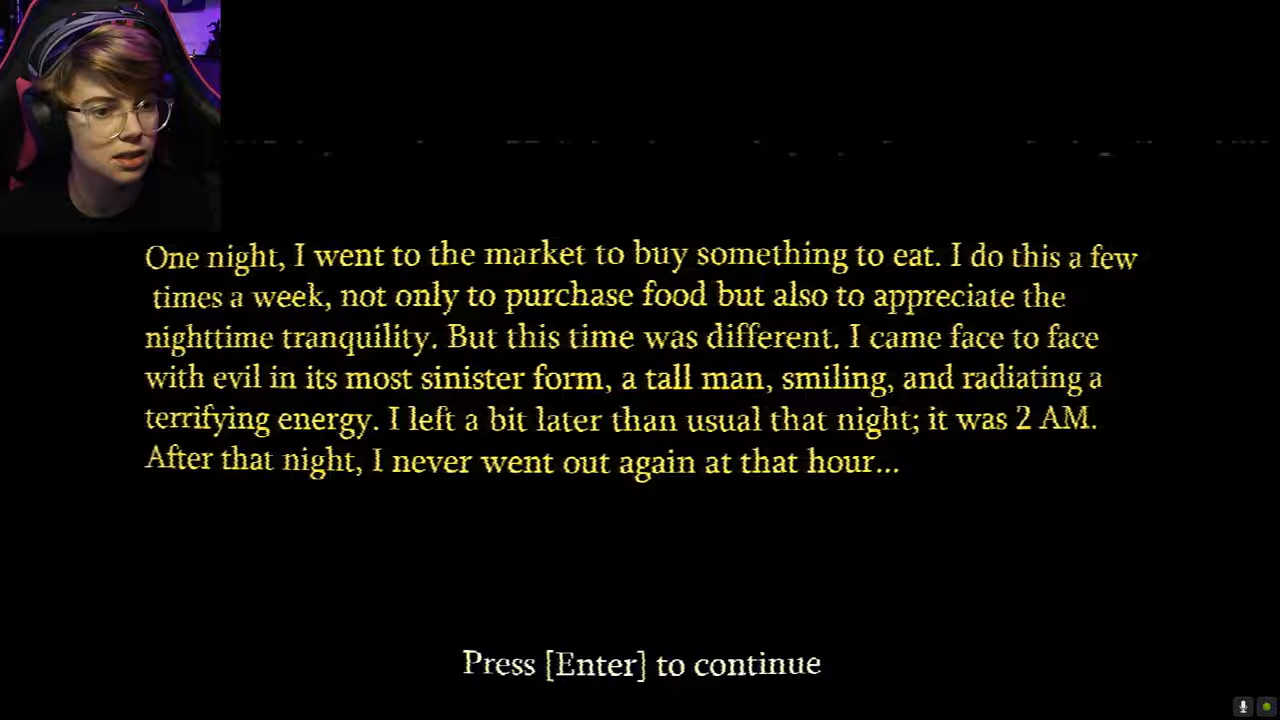 One night, I went to the market to buy something to eat. I do this a few
times a week, not only to purchase food but also to appreciate the
nighttime tranquility. But this time was different. I came face to face
with evil in its most sinister form, a tall man, smiling, and radiating a
terrifying energy. I left a bit later than usual that night; it was 2 AM.
After that night, I never went out again at that hour...
Press [Enter] to continue